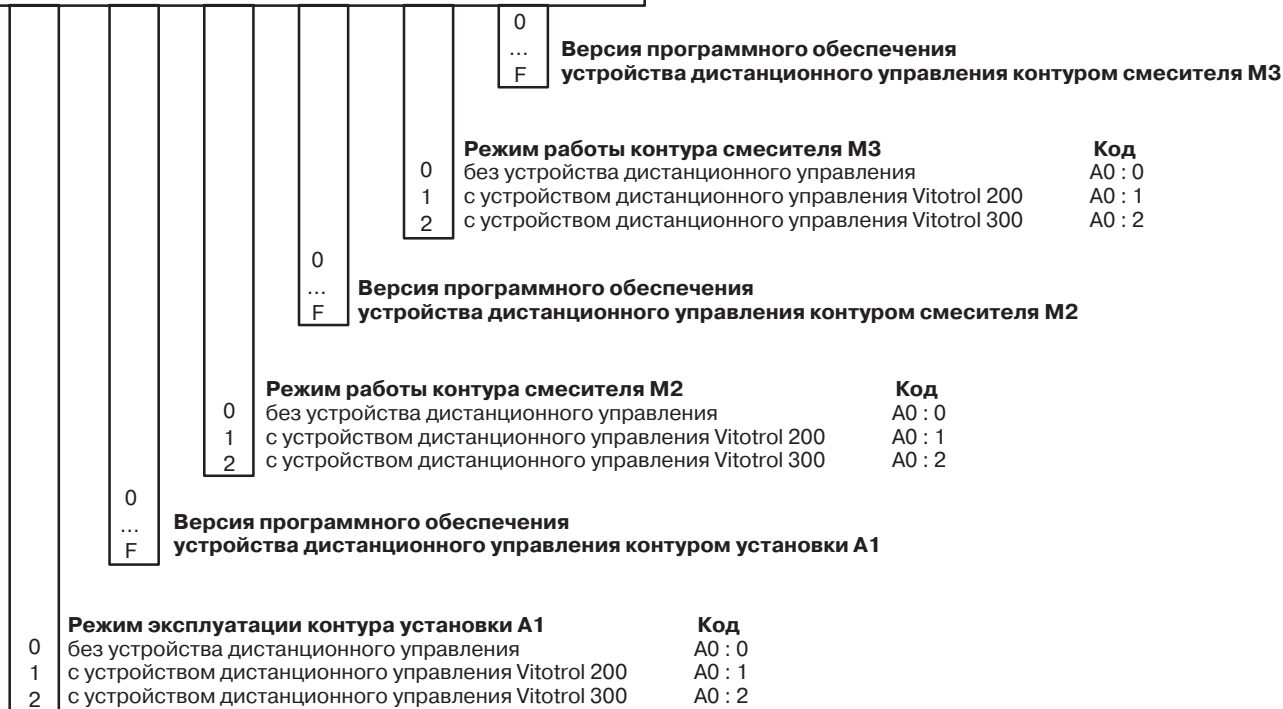 0
...
F
Версия программного обеспечения
устройства дистанционного управления контуром смесителя M3
Режим работы контура смесителя M3 Код
0 без устройства дистанционного управления A0 : 0
1 с устройством дистанционного управления Vitotrol 200 A0 : 1
2 с устройством дистанционного управления Vitotrol 300 A0 : 2
0
...
F
Версия программного обеспечения
устройства дистанционного управления контуром смесителя M2
Режим работы контура смесителя M2 Код
0 без устройства дистанционного управления A0 : 0
1 с устройством дистанционного управления Vitotrol 200 A0 : 1
2 с устройством дистанционного управления Vitotrol 300 A0 : 2
0
...
F
Версия программного обеспечения
устройства дистанционного управления контуром установки A1
Режим эксплуатации контура установки A1 Код
0 без устройства дистанционного управления A0 : 0
1 с устройством дистанционного управления Vitotrol 200 A0 : 1
2 с устройством дистанционного управления Vitotrol 300 A0 : 2